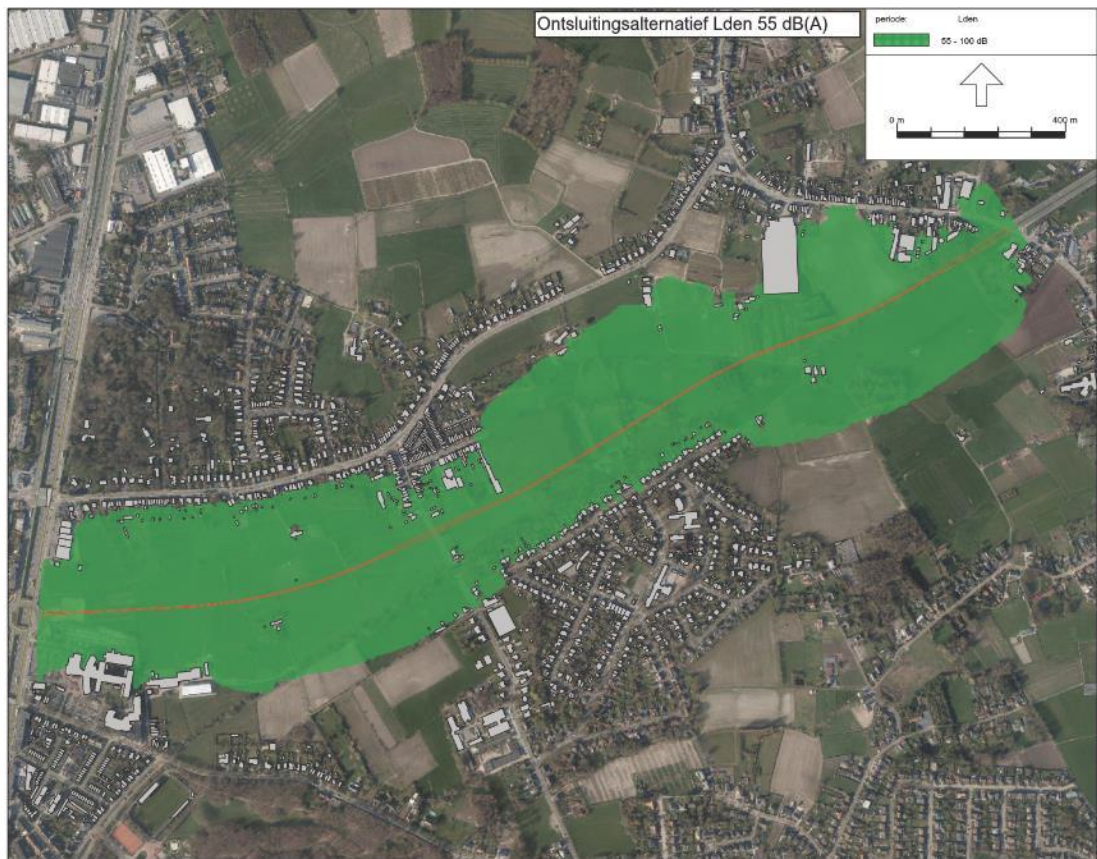 Ontsluitingsalternatief Lden 55 dB(A)
periode: Lden
55 - 100 dB
0 m 400 m